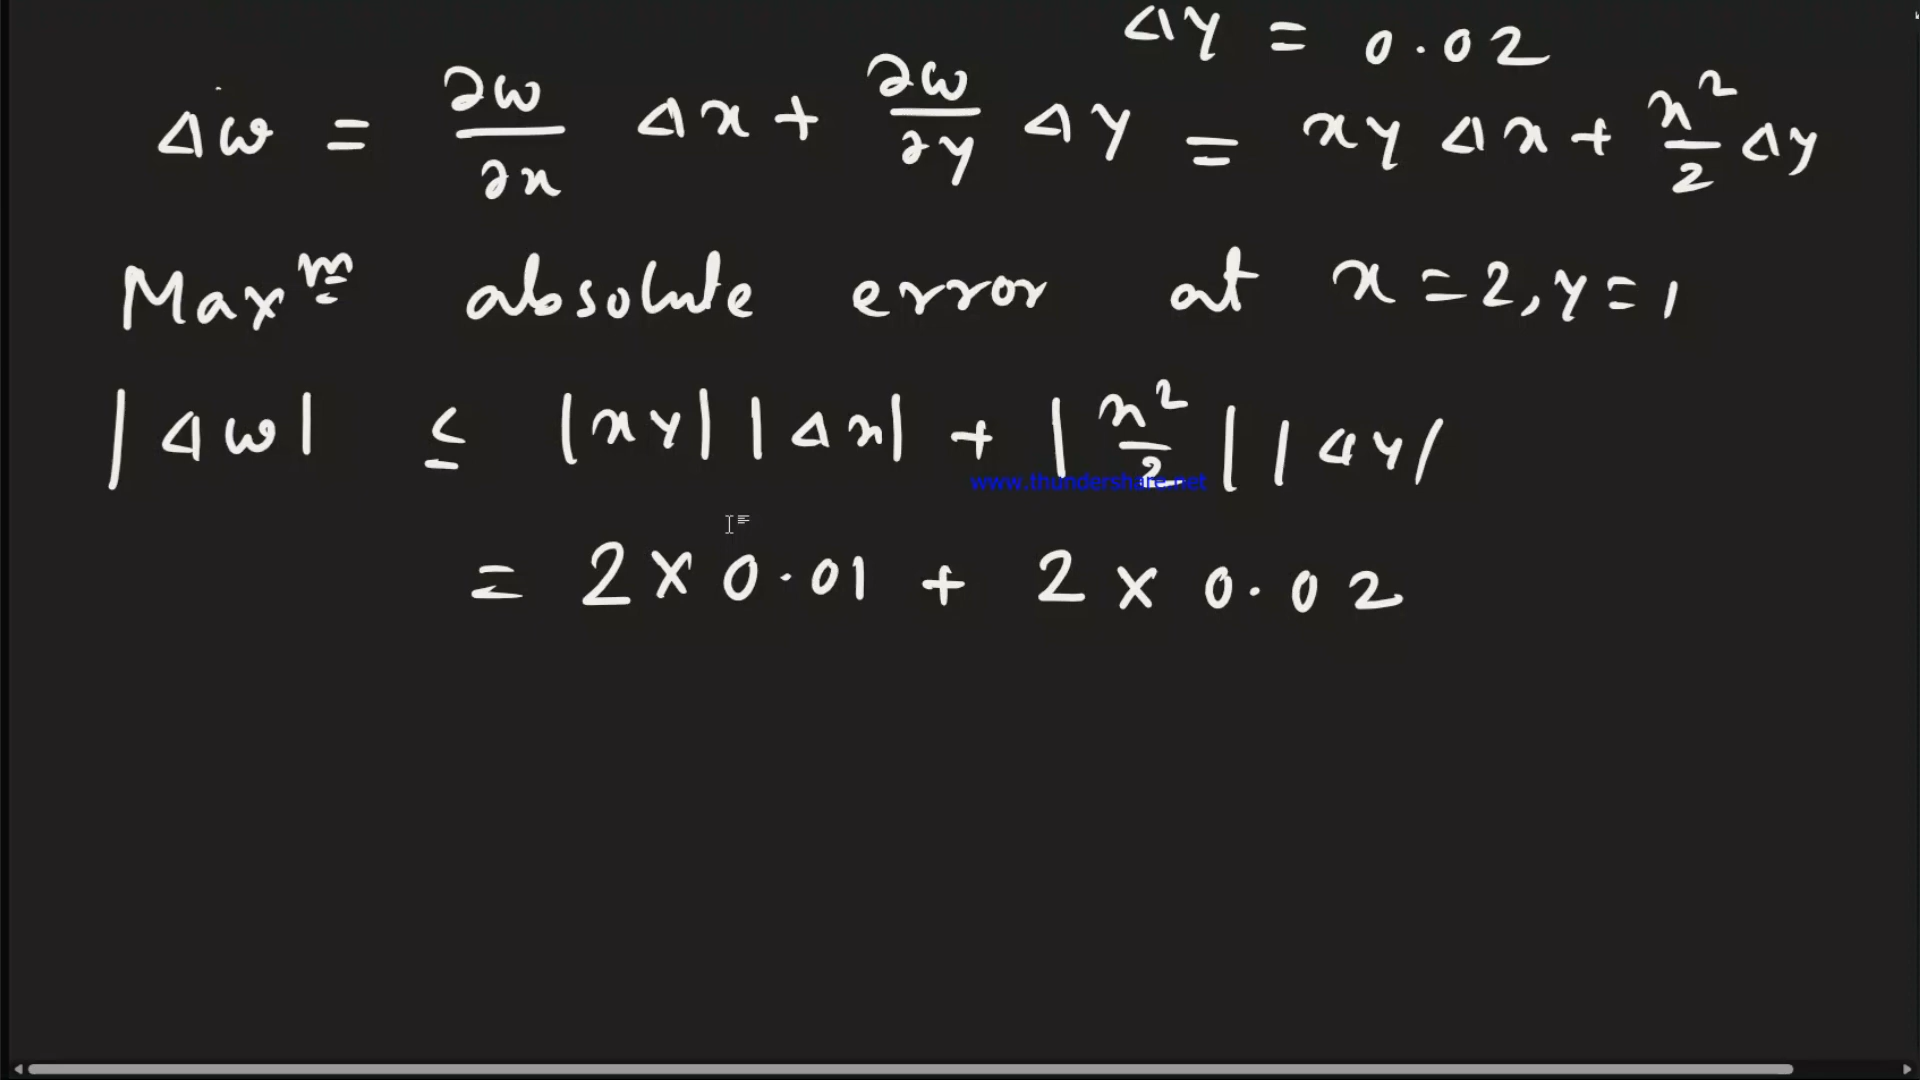 Δy = 0.02
Δw = ∂w/∂x Δx + ∂w/∂y Δy = xy Δx + x²/2 Δy
Maxᵐ absolute error at x = 2, y = 1
|Δw| ≤ |xy| |Δx| + |x²/2| |Δy|
www.thundershare.net
= 2 × 0.01 + 2 × 0.02